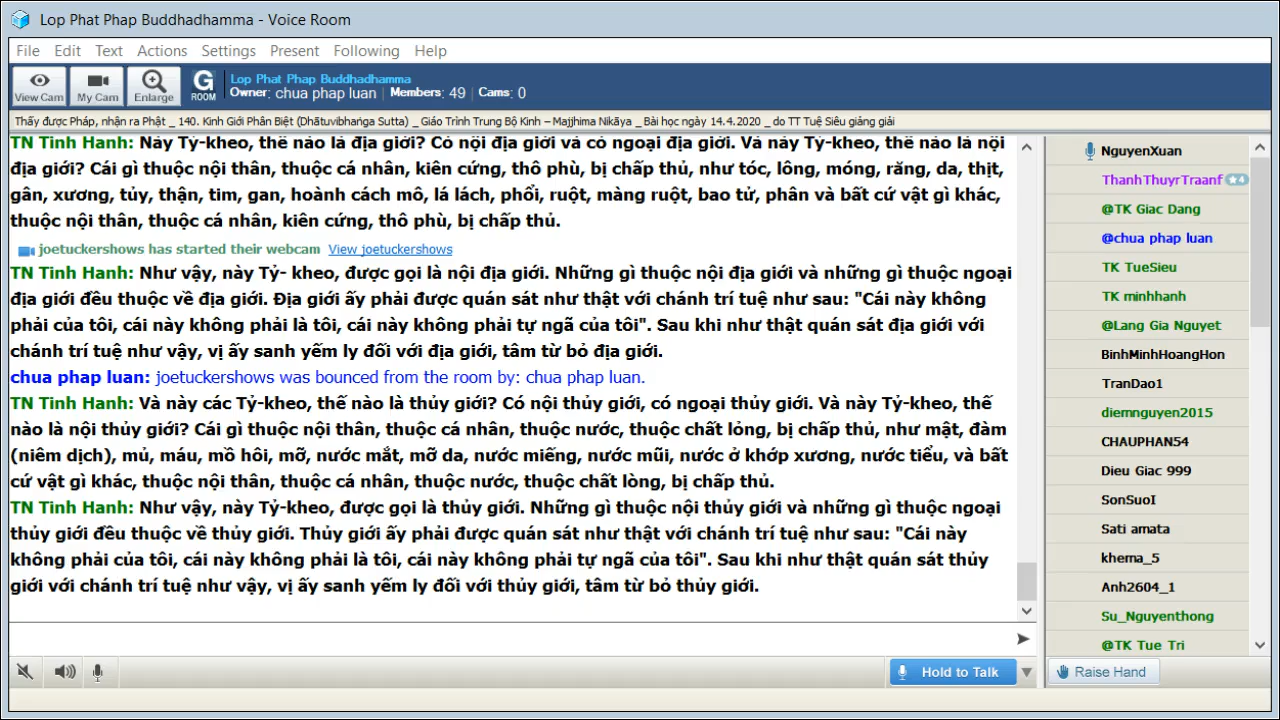 Lop Phat Phap Buddhadhamma - Voice Room
File Edit Text Actions Settings Present Following Help
View Cam My Cam Enlarge G ROOM
Lop Phat Phap Buddhadhamma
Owner: chua phap luan | Members: 49 | Cams: 0
Thấy được Pháp, nhận ra Phật _ 140. Kinh Giới Phân Biệt (Dhātuvibhaṅga Sutta) _ Giáo Trình Trung Bộ Kinh – Majjhima Nikāya _ Bài học ngày 14.4.2020 _ do TT Tuệ Siêu giảng giải
TN Tinh Hanh: Này Tỷ-kheo, thế nào là địa giới? Có nội địa giới và có ngoại địa giới. Và này Tỷ-kheo, thế nào là nội
địa giới? Cái gì thuộc nội thân, thuộc cá nhân, kiên cứng, thô phù, bị chấp thủ, như tóc, lông, móng, răng, da, thịt,
gân, xương, tủy, thận, tim, gan, hoành cách mô, lá lách, phổi, ruột, màng ruột, bao tử, phân và bất cứ vật gì khác,
thuộc nội thân, thuộc cá nhân, kiên cứng, thô phù, bị chấp thủ.
joetuckershows has started their webcam View joetuckershows
TN Tinh Hanh: Như vậy, này Tỷ- kheo, được gọi là nội địa giới. Những gì thuộc nội địa giới và những gì thuộc ngoại
địa giới đều thuộc về địa giới. Địa giới ấy phải được quán sát như thật với chánh trí tuệ như sau: "Cái này không
phải của tôi, cái này không phải là tôi, cái này không phải tự ngã của tôi". Sau khi như thật quán sát địa giới với
chánh trí tuệ như vậy, vị ấy sanh yếm ly đối với địa giới, tâm từ bỏ địa giới.
chua phap luan: joetuckershows was bounced from the room by: chua phap luan.
TN Tinh Hanh: Và này các Tỷ-kheo, thế nào là thủy giới? Có nội thủy giới, có ngoại thủy giới. Và này Tỷ-kheo, thế
nào là nội thủy giới? Cái gì thuộc nội thân, thuộc cá nhân, thuộc nước, thuộc chất lỏng, bị chấp thủ, như mật, đàm
(niêm dịch), mủ, máu, mồ hôi, mỡ, nước mắt, mỡ da, nước miếng, nước mũi, nước ở khớp xương, nước tiểu, và bất
cứ vật gì khác, thuộc nội thân, thuộc cá nhân, thuộc nước, thuộc chất lòng, bị chấp thủ.
TN Tinh Hanh: Như vậy, này Tỷ-kheo, được gọi là thủy giới. Những gì thuộc nội thủy giới và những gì thuộc ngoại
thủy giới đều thuộc về thủy giới. Thủy giới ấy phải được quán sát như thật với chánh trí tuệ như sau: "Cái này
không phải của tôi, cái này không phải là tôi, cái này không phải tự ngã của tôi". Sau khi như thật quán sát thủy
giới với chánh trí tuệ như vậy, vị ấy sanh yếm ly đối với thủy giới, tâm từ bỏ thủy giới.
NguyenXuan
ThanhThuyrTraanf 4
@TK Giac Dang
@chua phap luan
TK TueSieu
TK minhhanh
@Lang Gia Nguyet
BinhMinhHoangHon
TranDao1
diemnguyen2015
CHAUPHAN54
Dieu Giac 999
SonSuoI
Sati amata
khema_5
Anh2604_1
Su_Nguyenthong
@TK Tue Tri
Hold to Talk
Raise Hand